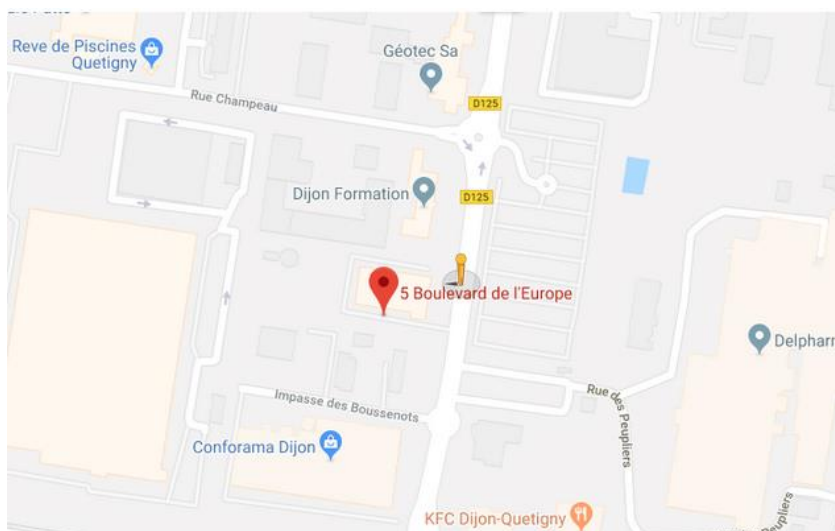 Reve de Piscines
Quetigny
Géotec Sa
Rue Champeau
D125
Dijon Formation
D125
5 Boulevard de l'Europe
Delpharm
Rue des Peupliers
Impasse des Boussenots
Conforama Dijon
KFC Dijon-Quetigny
Peupliers